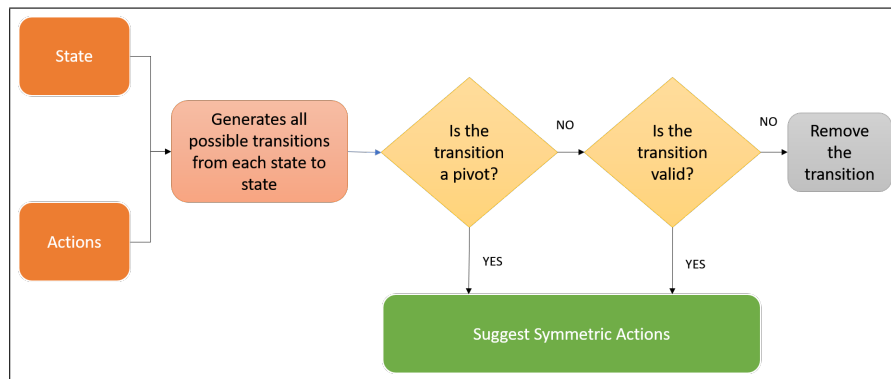 State
Actions
Generates all
possible transitions
from each state to
state
Is the
transition
a pivot?
NO
YES
Is the
transition
valid?
NO
YES
Remove
the
transition
Suggest Symmetric Actions